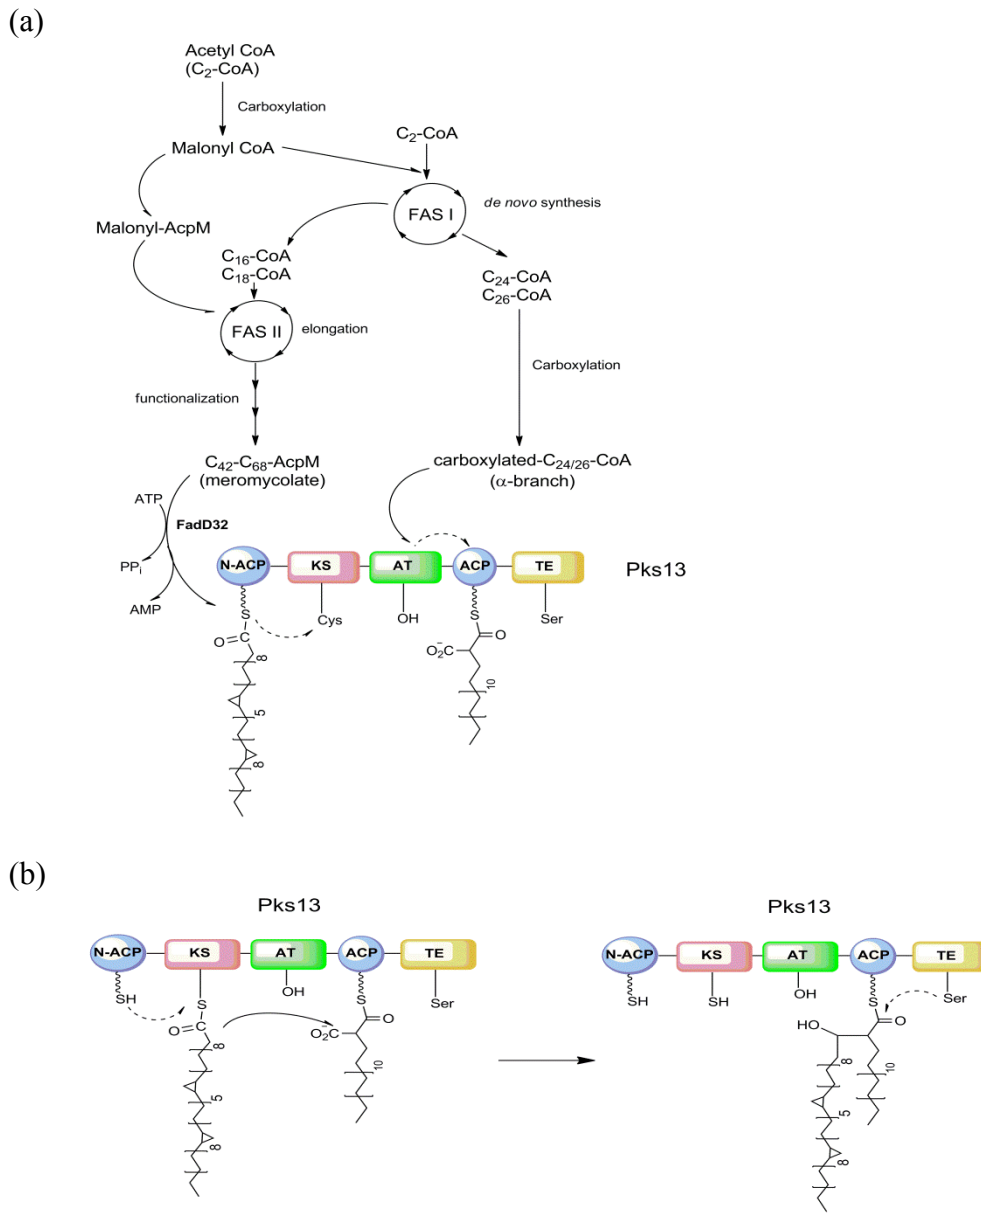 (a)
Acetyl CoA
(C₂-CoA)
Carboxylation
C₂-CoA
Malonyl CoA
de novo synthesis
FAS I
Malonyl-AcpM
C₁₆-CoA
C₁₈-CoA
C₂₄-CoA
C₂₆-CoA
FAS II
elongation
Carboxylation
functionalization
C₄₂-C₆₈-AcpM
(meromycolate)
carboxylated-C₂₄/₂₆-CoA
(α-branch)
ATP
FadD32
PPᵢ
AMP
N-ACP
KS
AT
ACP
TE
Pks13
S
Cys
OH
S
Ser
O
C
O
⁻O₂C
8
10
5
8
(b)
Pks13
N-ACP
KS
AT
ACP
TE
SH
S
OH
S
Ser
O
C
⁻O₂C
O
8
10
5
8
Pks13
N-ACP
KS
AT
ACP
TE
SH
SH
OH
S
Ser
HO
O
8
10
5
8